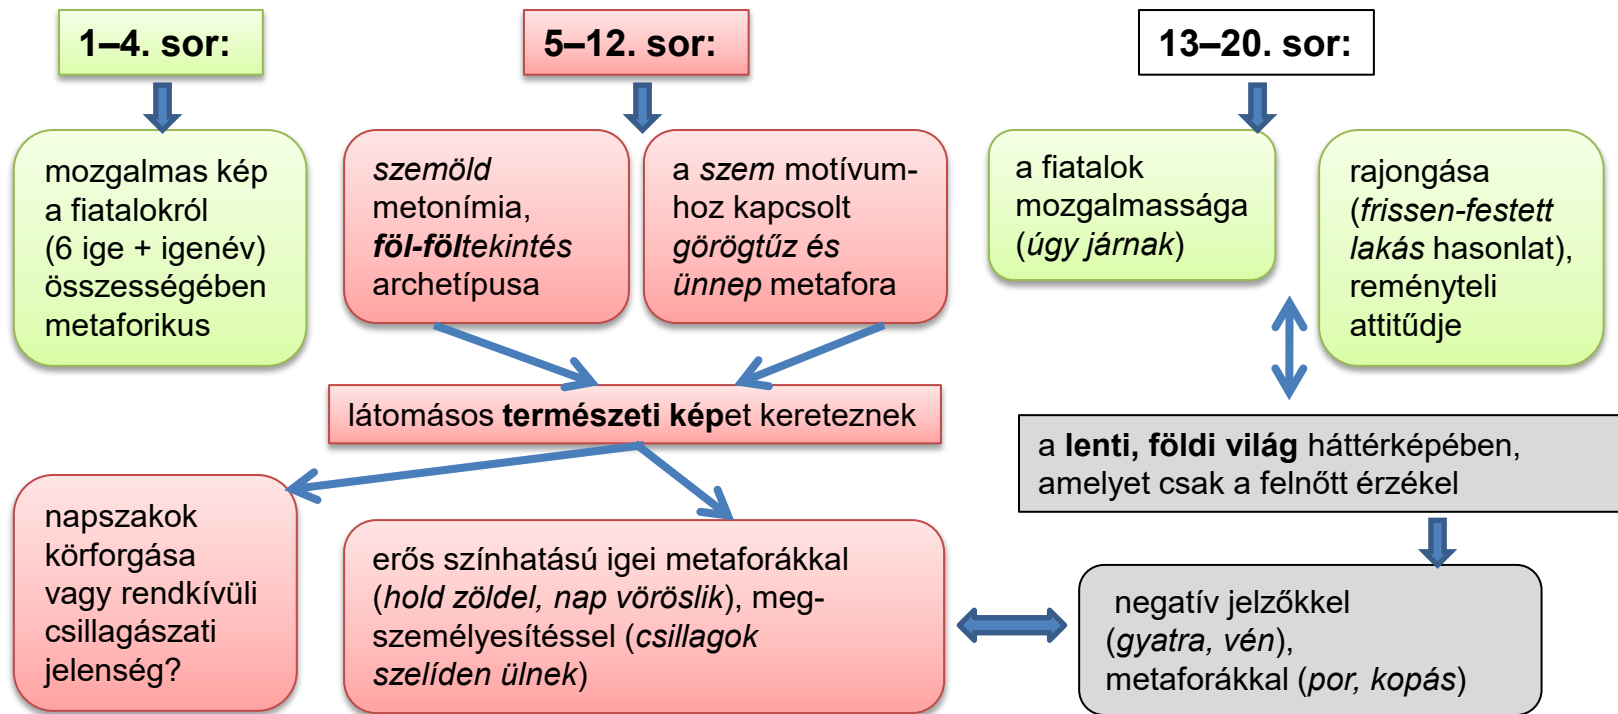 1–4. sor:
mozgalmas kép
a fiatalokról
(6 ige + igenév)
összességében
metaforikus
5–12. sor:
szemöld
metonímia,
föl-föltekintés
archetípusa
a szem motívum-
hoz kapcsolt
görögtűz és
ünnep metafora
látomásos természeti képet kereteznek
napszakok
körforgása
vagy rendkívüli
csillagászati
jelenség?
erős színhatású igei metaforákkal
(hold zöldel, nap vöröslik), meg-
személyesítéssel (csillagok
szelíden ülnek)
13–20. sor:
a fiatalok
mozgalmassága
(úgy járnak)
rajongása
(frissen-festett
lakás hasonlat),
reményteli
attitűdje
a lenti, földi világ háttérképében,
amelyet csak a felnőtt érzékel
negatív jelzőkkel
(gyatra, vén),
metaforákkal (por, kopás)